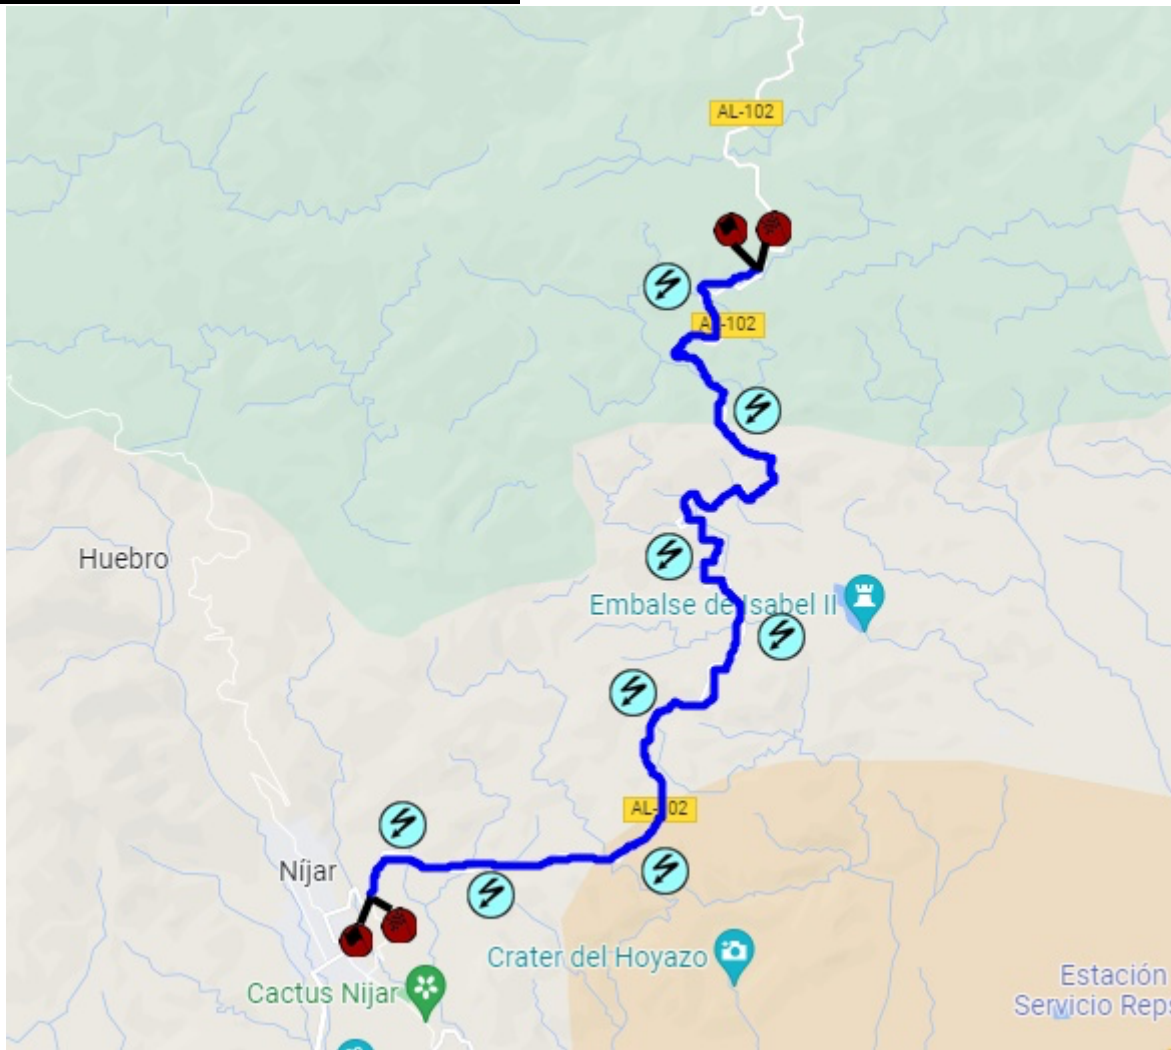 AL-102
AL-102
Huebro
Embalse de Isabel II
AL-102
Níjar
Crater del Hoyazo
Cactus Nijar
Estación
Servicio Reps